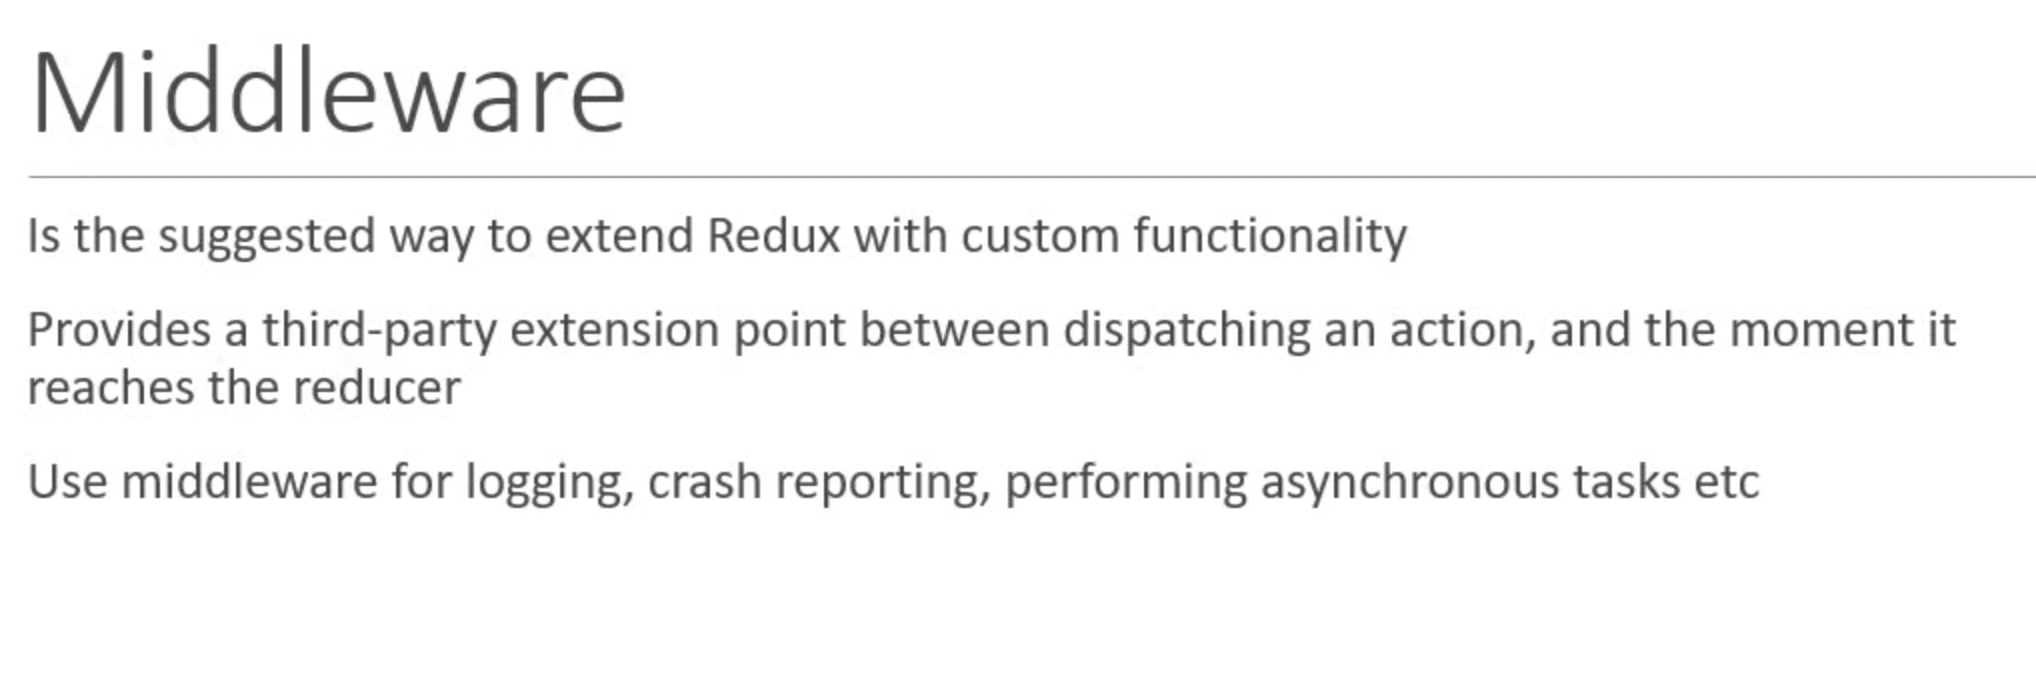 Middleware
Is the suggested way to extend Redux with custom functionality
Provides a third-party extension point between dispatching an action, and the moment it
reaches the reducer
Use middleware for logging, crash reporting, performing asynchronous tasks etc